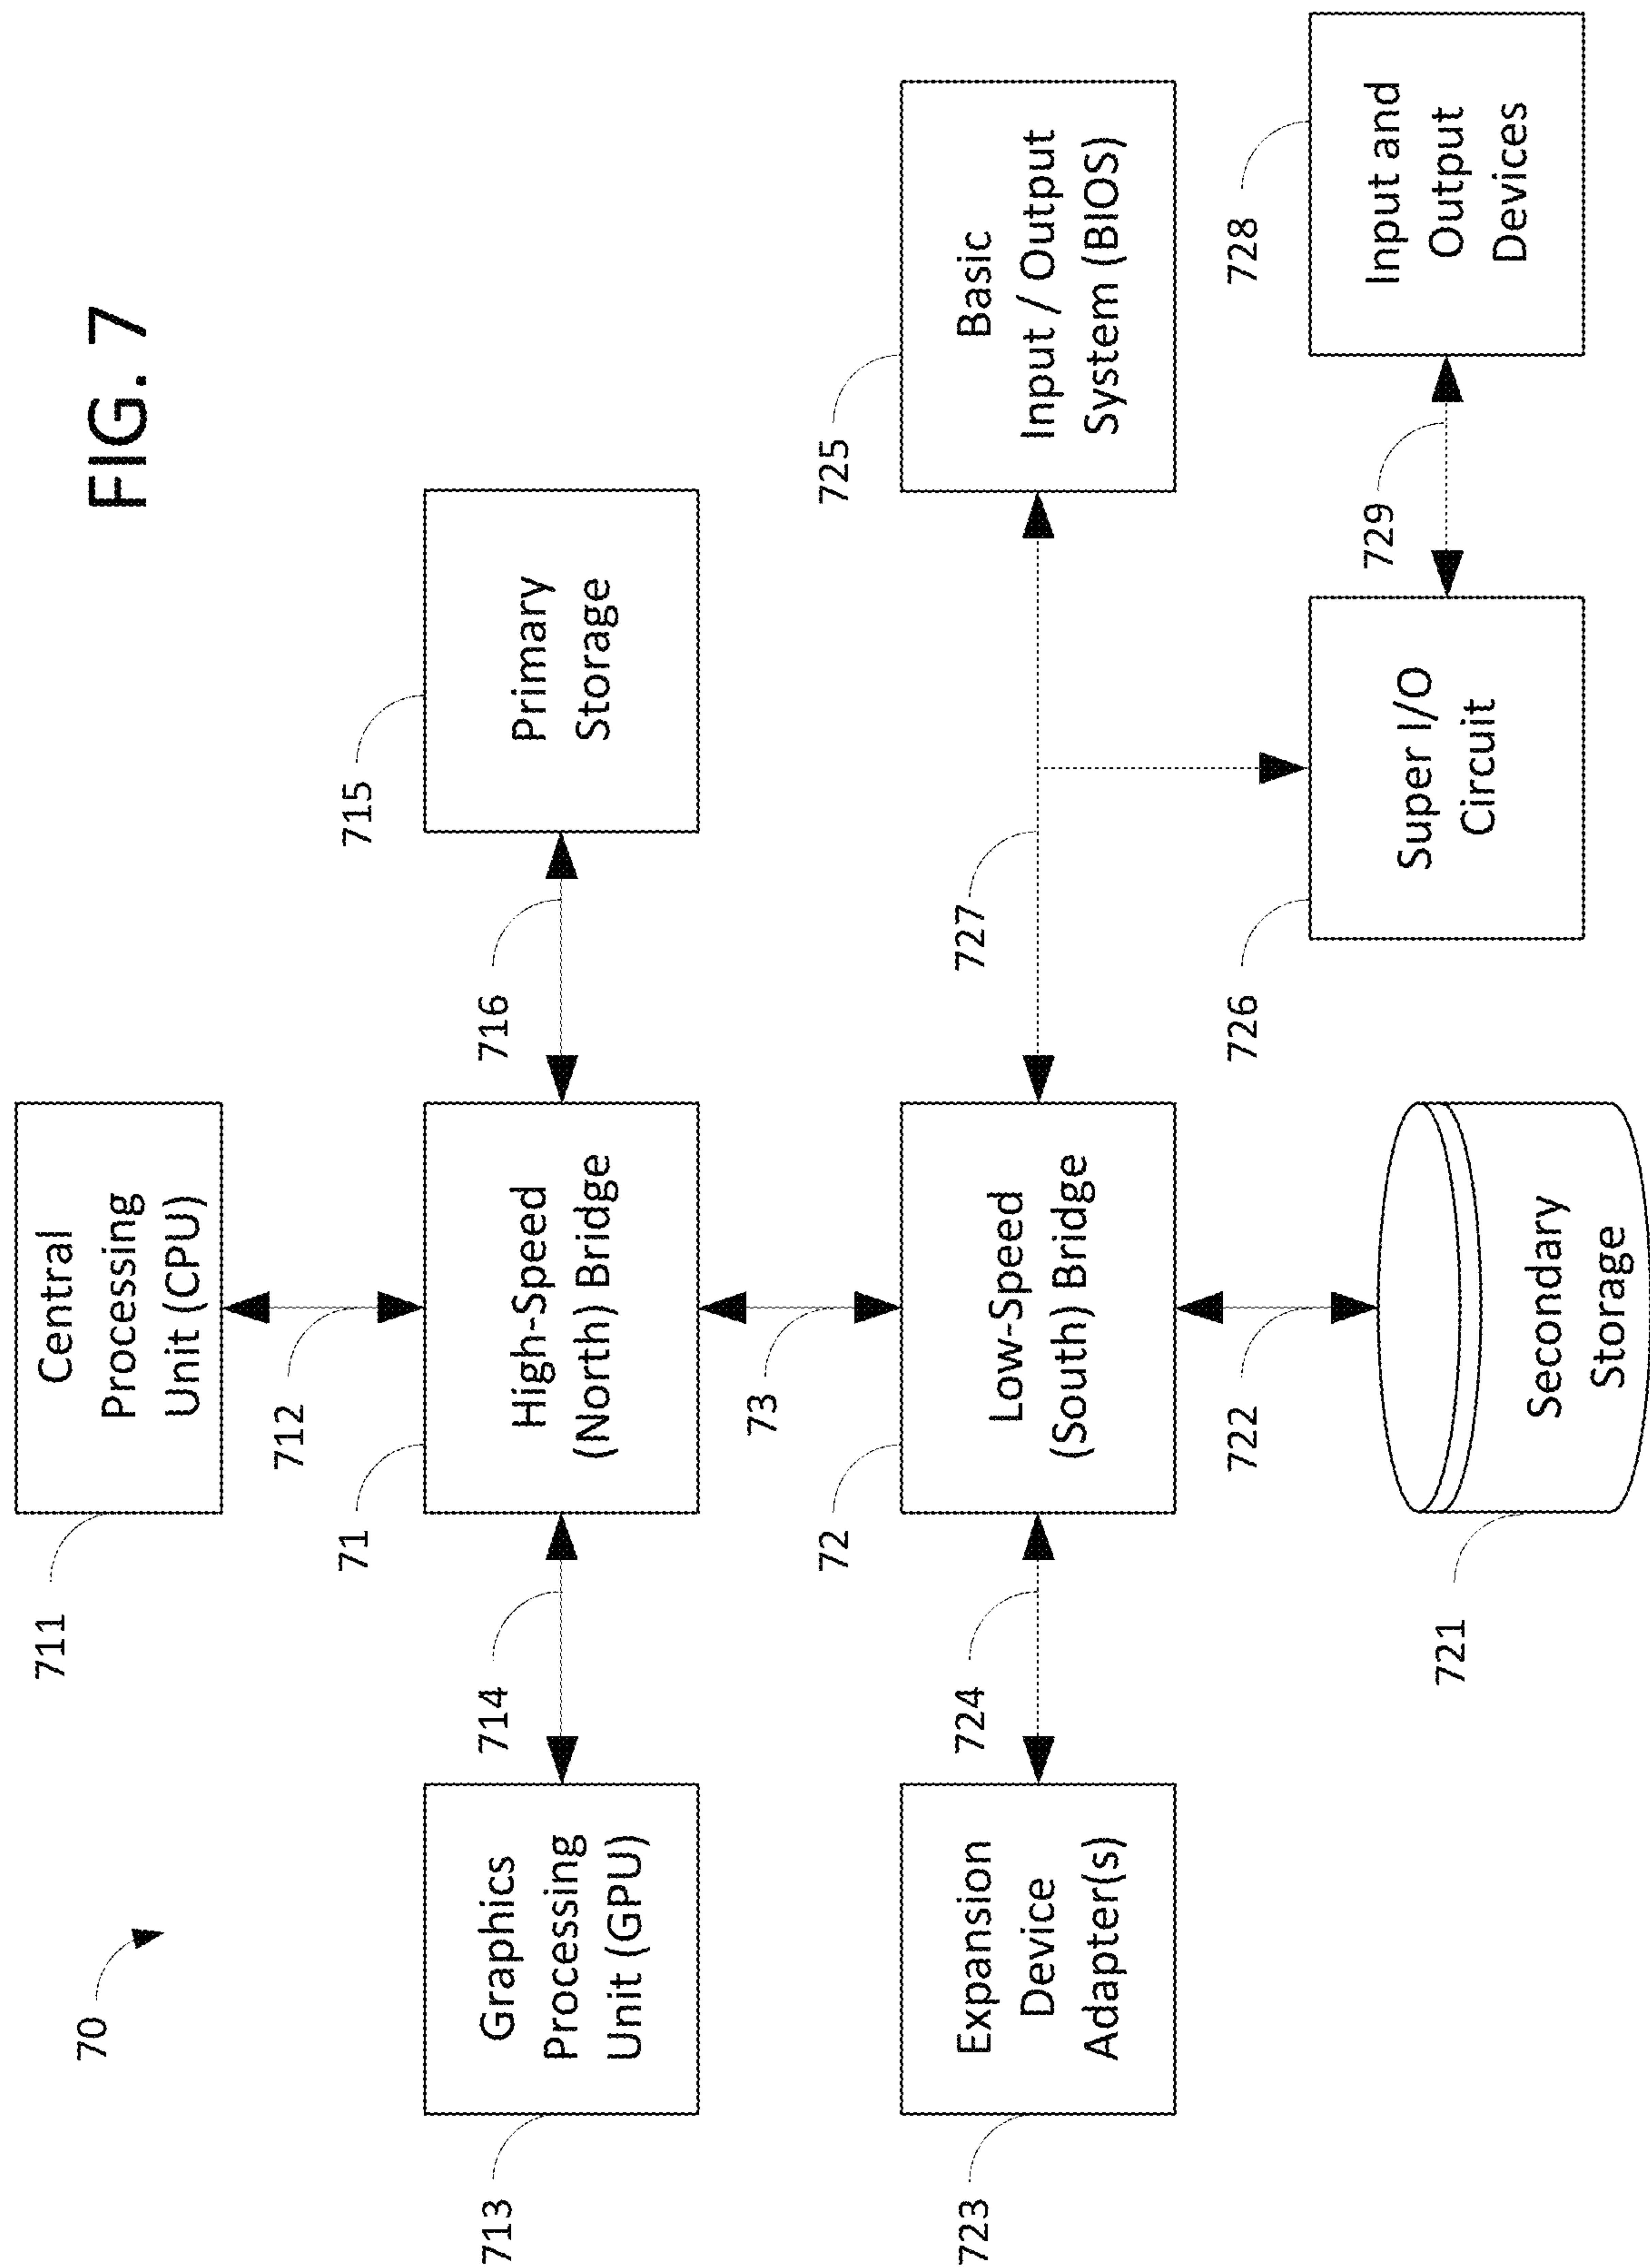 FIG. 7
70
711
Central
Processing
Unit (CPU)
712
71
713
Graphics
Processing
Unit (GPU)
714
High-Speed
(North) Bridge
716
715
Primary
Storage
73
72
723
Expansion
Device
Adapter(s)
724
Low-Speed
(South) Bridge
727
725
Basic
Input / Output
System (BIOS)
722
721
Secondary
Storage
726
Super I/O
Circuit
729
728
Input and
Output
Devices